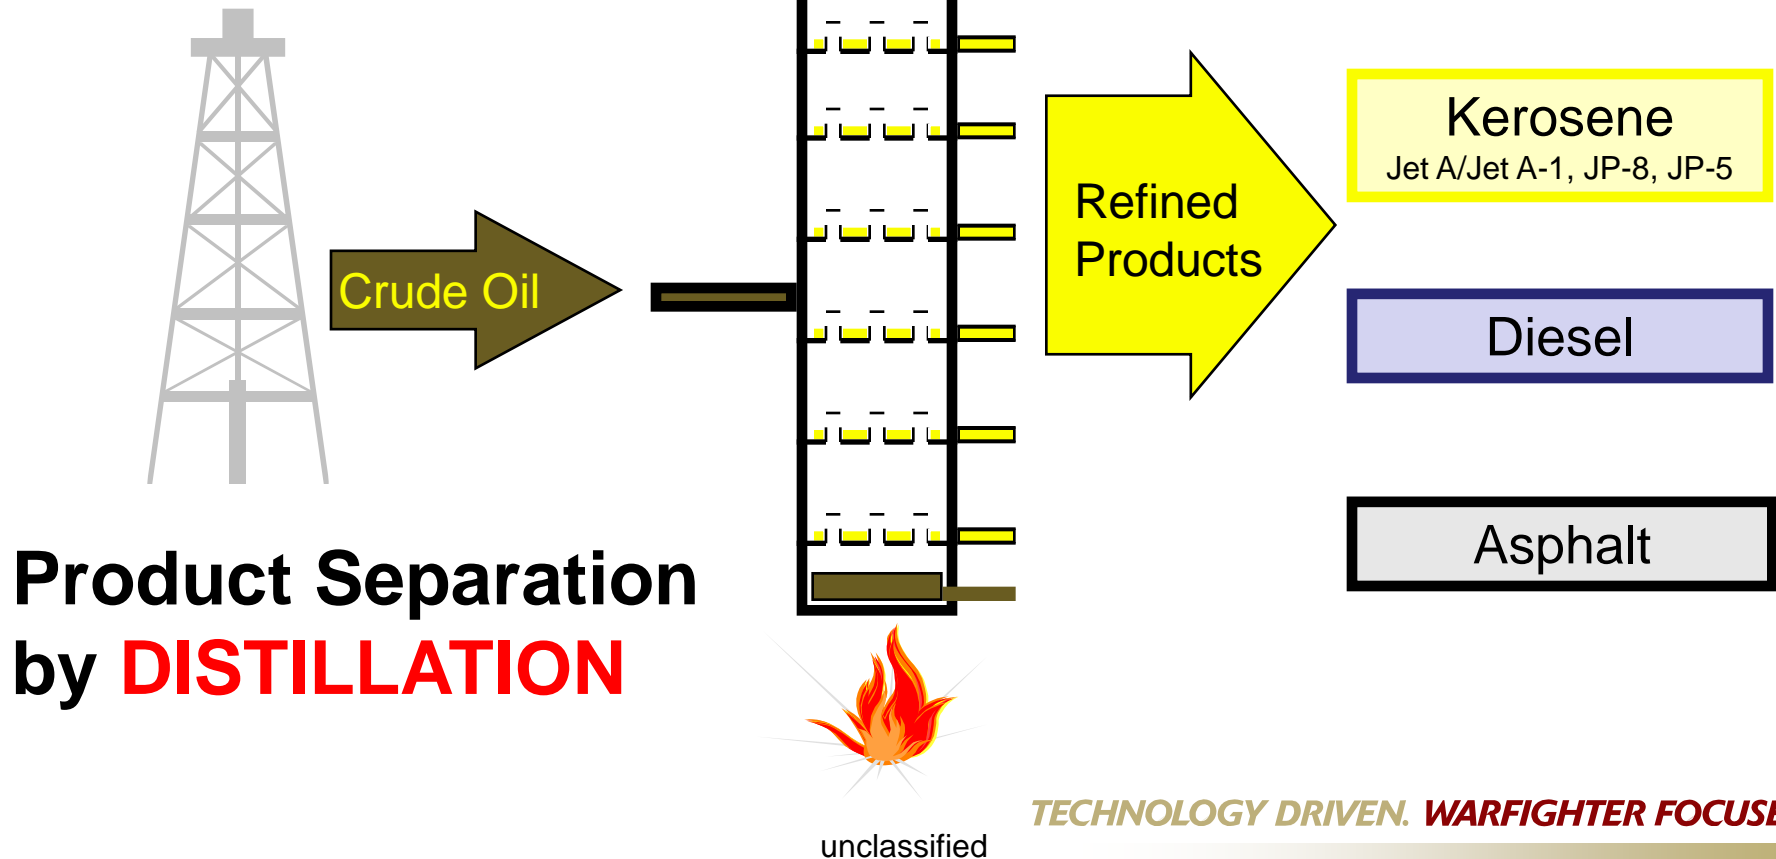 Crude Oil
Refined
Products
Kerosene
Jet A/Jet A-1, JP-8, JP-5
Diesel
Asphalt
Product Separation
by DISTILLATION
TECHNOLOGY DRIVEN. WARFIGHTER FOCUSE
unclassified